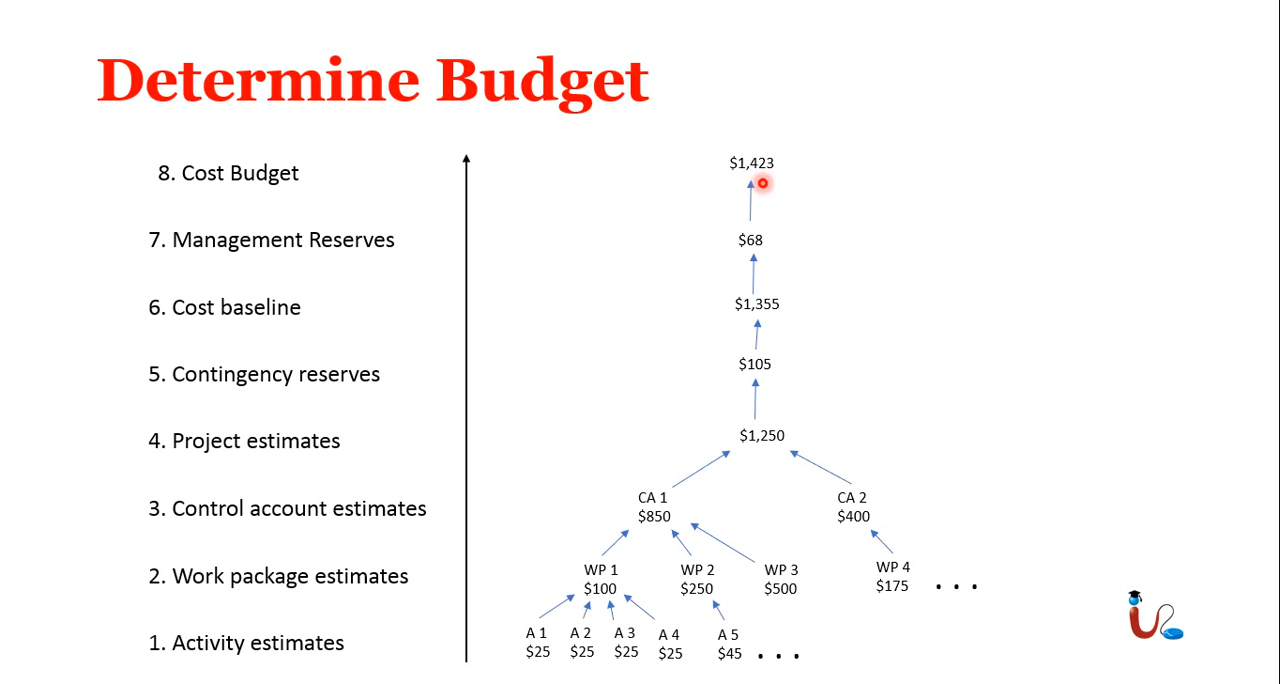 Determine Budget
8. Cost Budget
$1,423
7. Management Reserves
$68
6. Cost baseline
$1,355
5. Contingency reserves
$105
4. Project estimates
$1,250
3. Control account estimates
CA 1
$850
CA 2
$400
2. Work package estimates
WP 1
$100
WP 2
$250
WP 3
$500
WP 4
$175
. . .
1. Activity estimates
A 1
$25
A 2
$25
A 3
$25
A 4
$25
A 5
$45
. . .